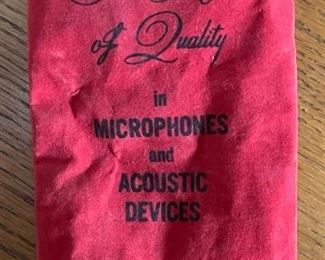 of Quality
in
MICROPHONES
and
ACOUSTIC
DEVICES